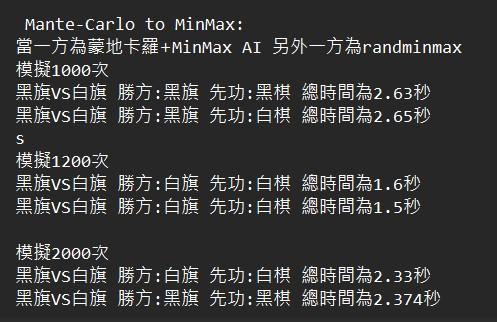 Mante-Carlo to MinMax:
當一方為蒙地卡羅+MinMax AI 另外一方為randminmax
模擬1000次
黑旗VS白旗 勝方:黑旗 先功:黑棋 總時間為2.63秒
黑旗VS白旗 勝方:黑旗 先功:白棋 總時間為2.65秒
s
模擬1200次
黑旗VS白旗 勝方:白旗 先功:白棋 總時間為1.6秒
黑旗VS白旗 勝方:白旗 先功:白棋 總時間為1.5秒
模擬2000次
黑旗VS白旗 勝方:白旗 先功:白棋 總時間為2.33秒
黑旗VS白旗 勝方:黑旗 先功:黑棋 總時間為2.374秒